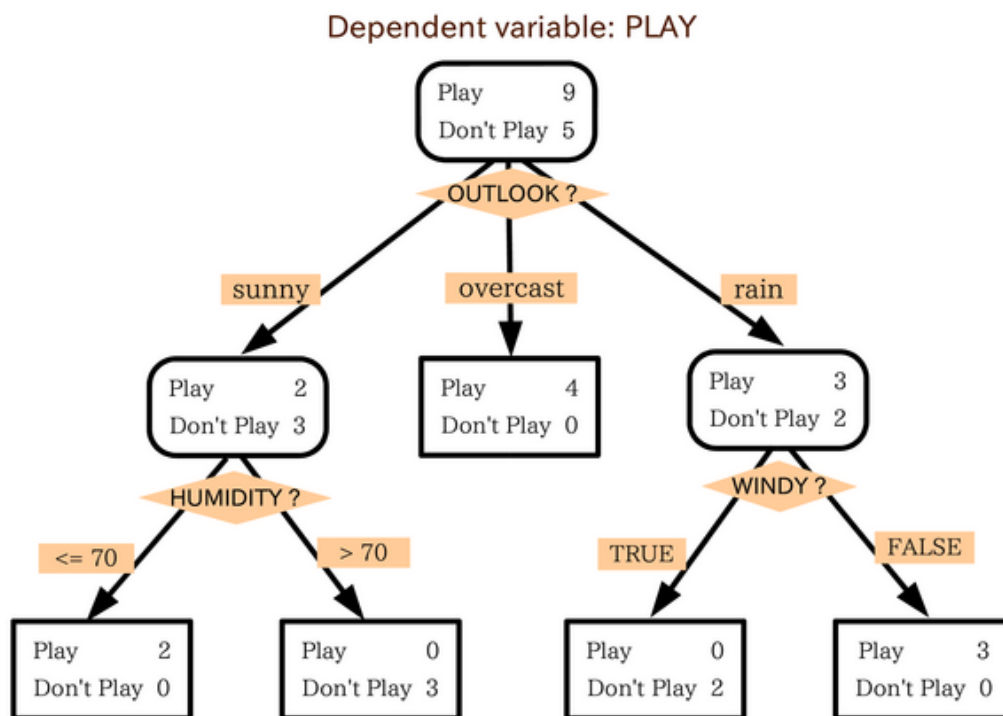 Dependent variable: PLAY
Play 9
Don't Play 5
OUTLOOK ?
sunny
overcast
rain
Play 2
Don't Play 3
Play 4
Don't Play 0
Play 3
Don't Play 2
HUMIDITY ?
WINDY ?
<= 70
> 70
TRUE
FALSE
Play 2
Don't Play 0
Play 0
Don't Play 3
Play 0
Don't Play 2
Play 3
Don't Play 0